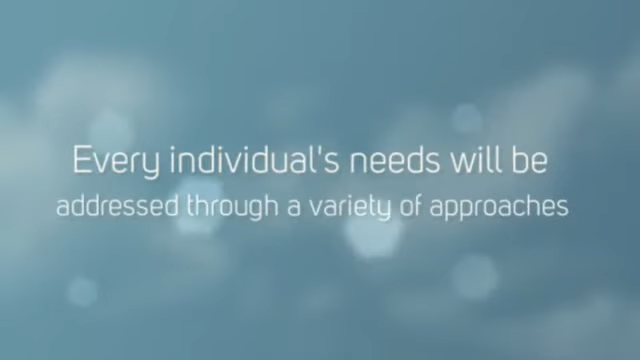 Every individual's needs will be
addressed through a variety of approaches